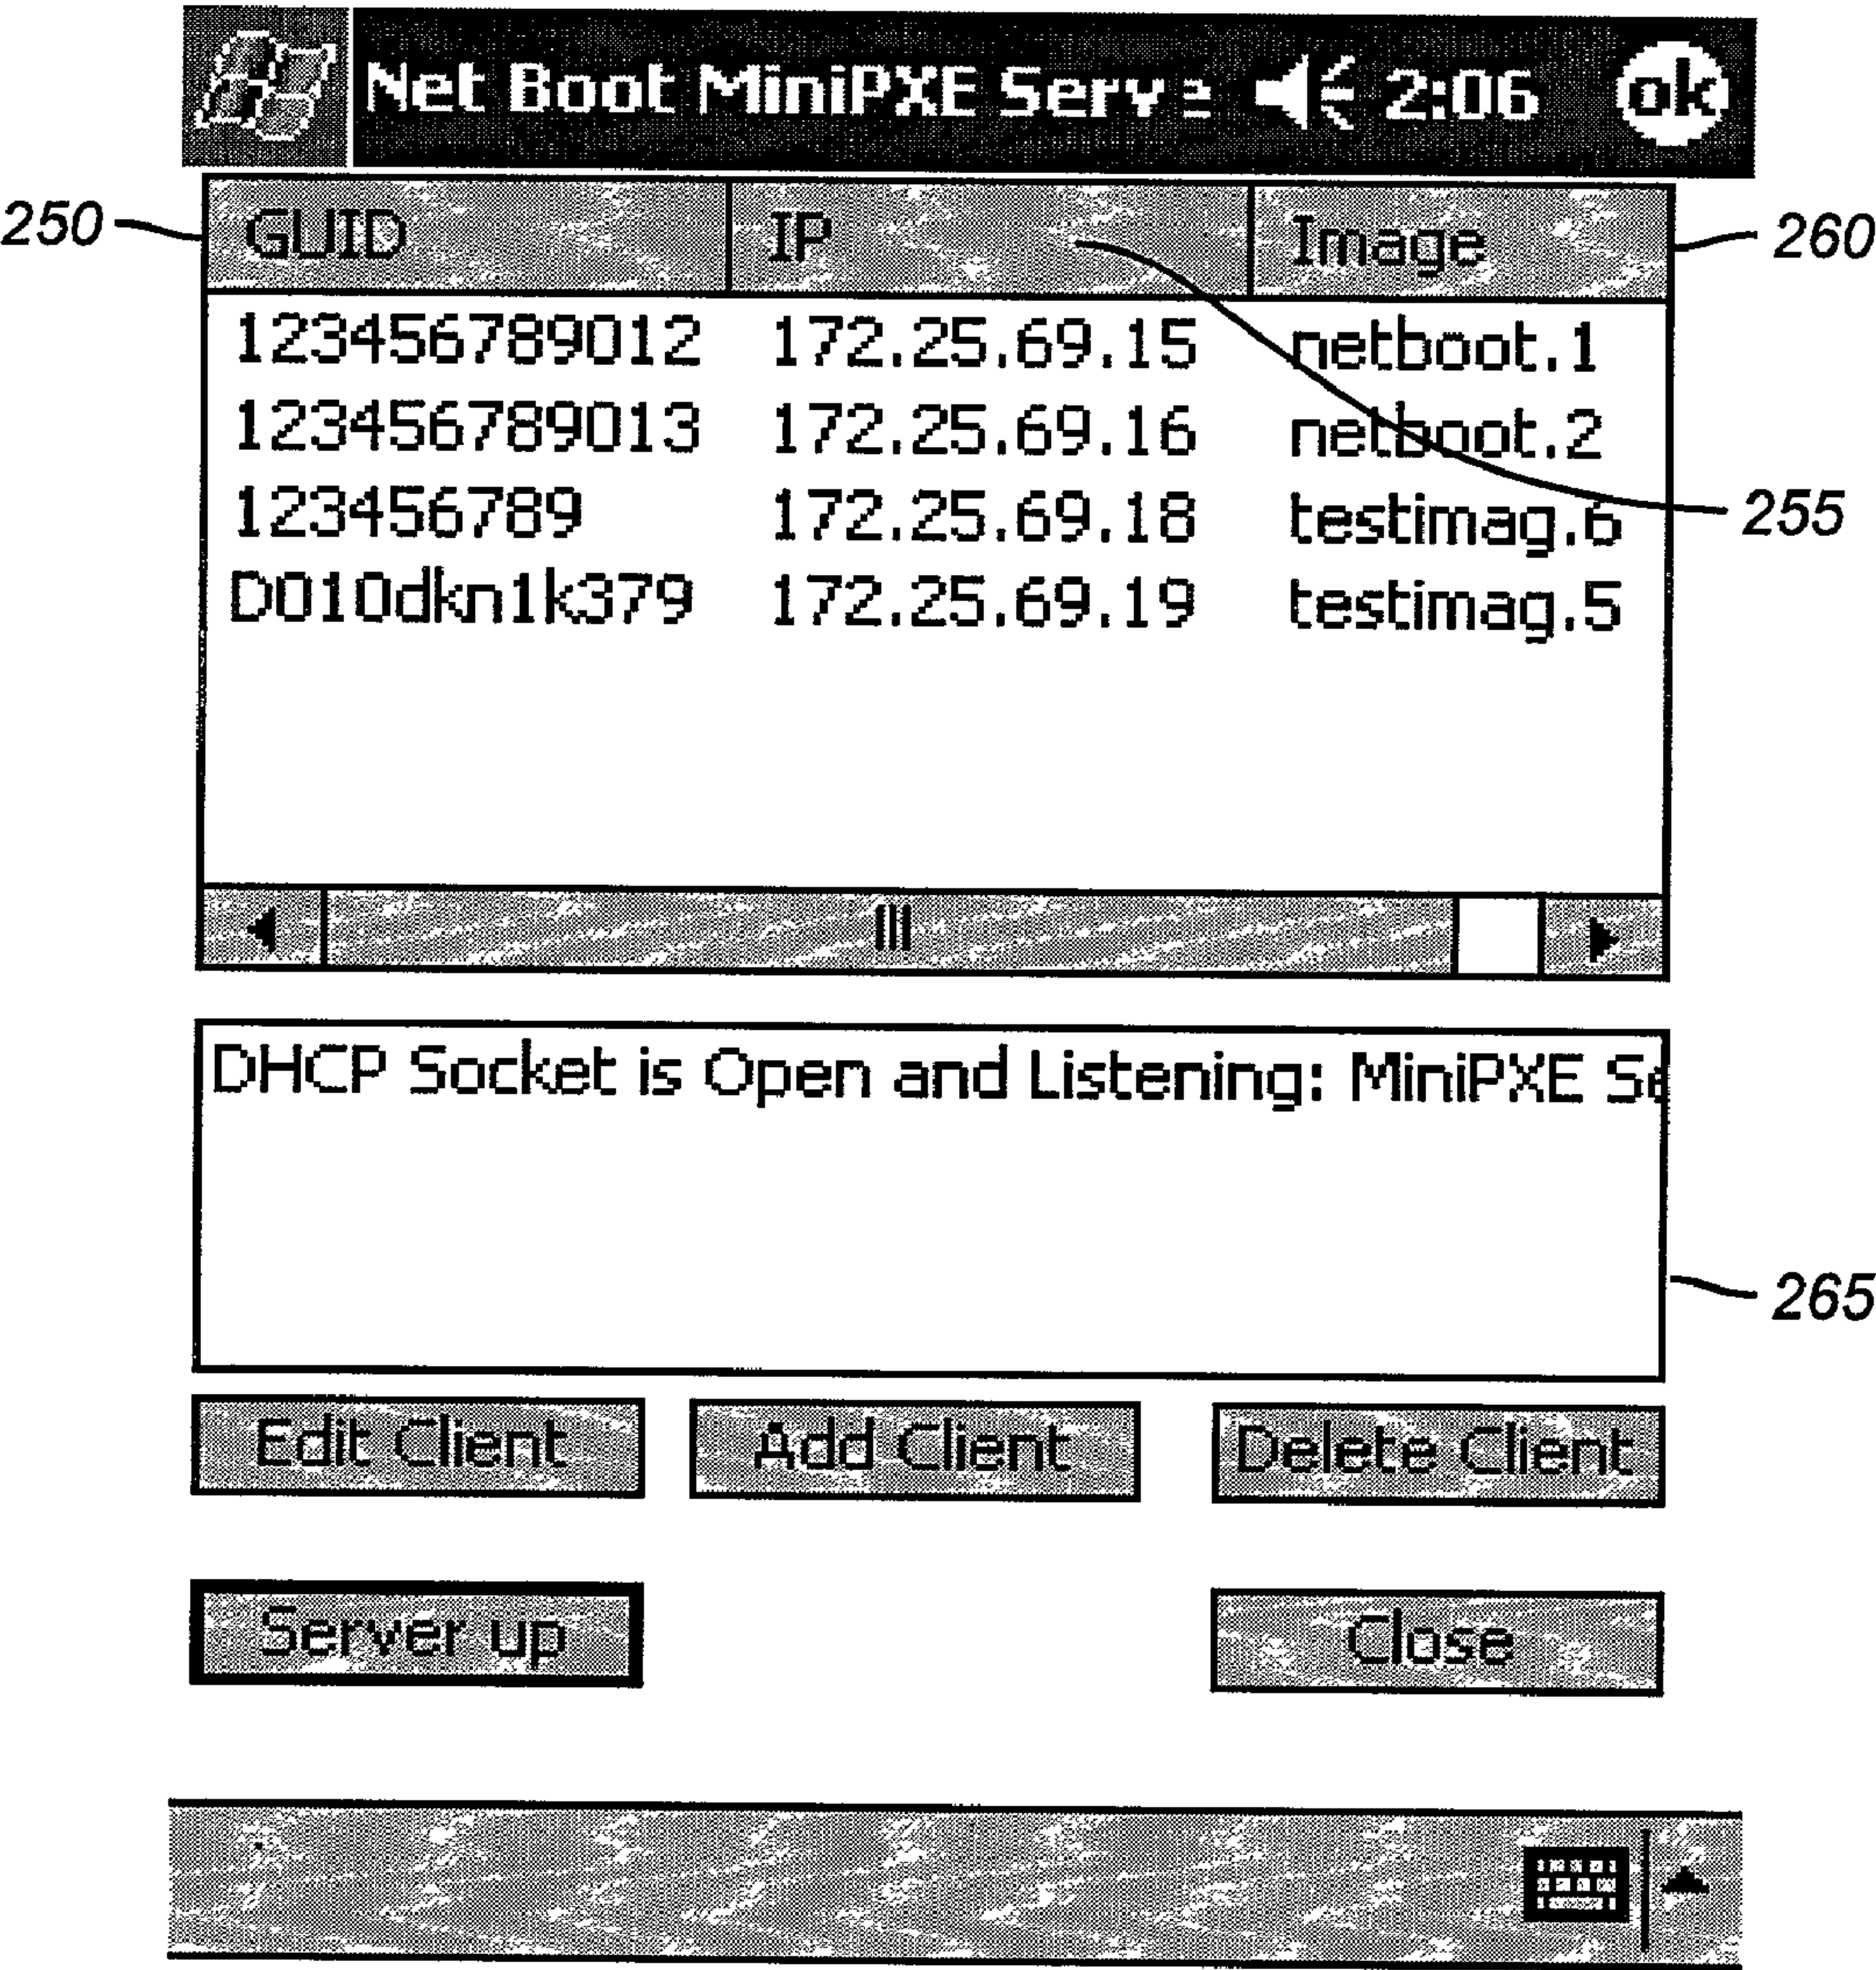 Net Boot MiniPXE Serve 2:06 ok
250 GUID IP Image 260
123456789012 172.25.69.15 netboot.1
123456789013 172.25.69.16 netboot.2
123456789 172.25.69.18 testimag.6 255
D010dkn1k379 172.25.69.19 testimag.5
DHCP Socket is Open and Listening: MiniPXE Se
265
Edit Client Add Client Delete Client
Server up Close